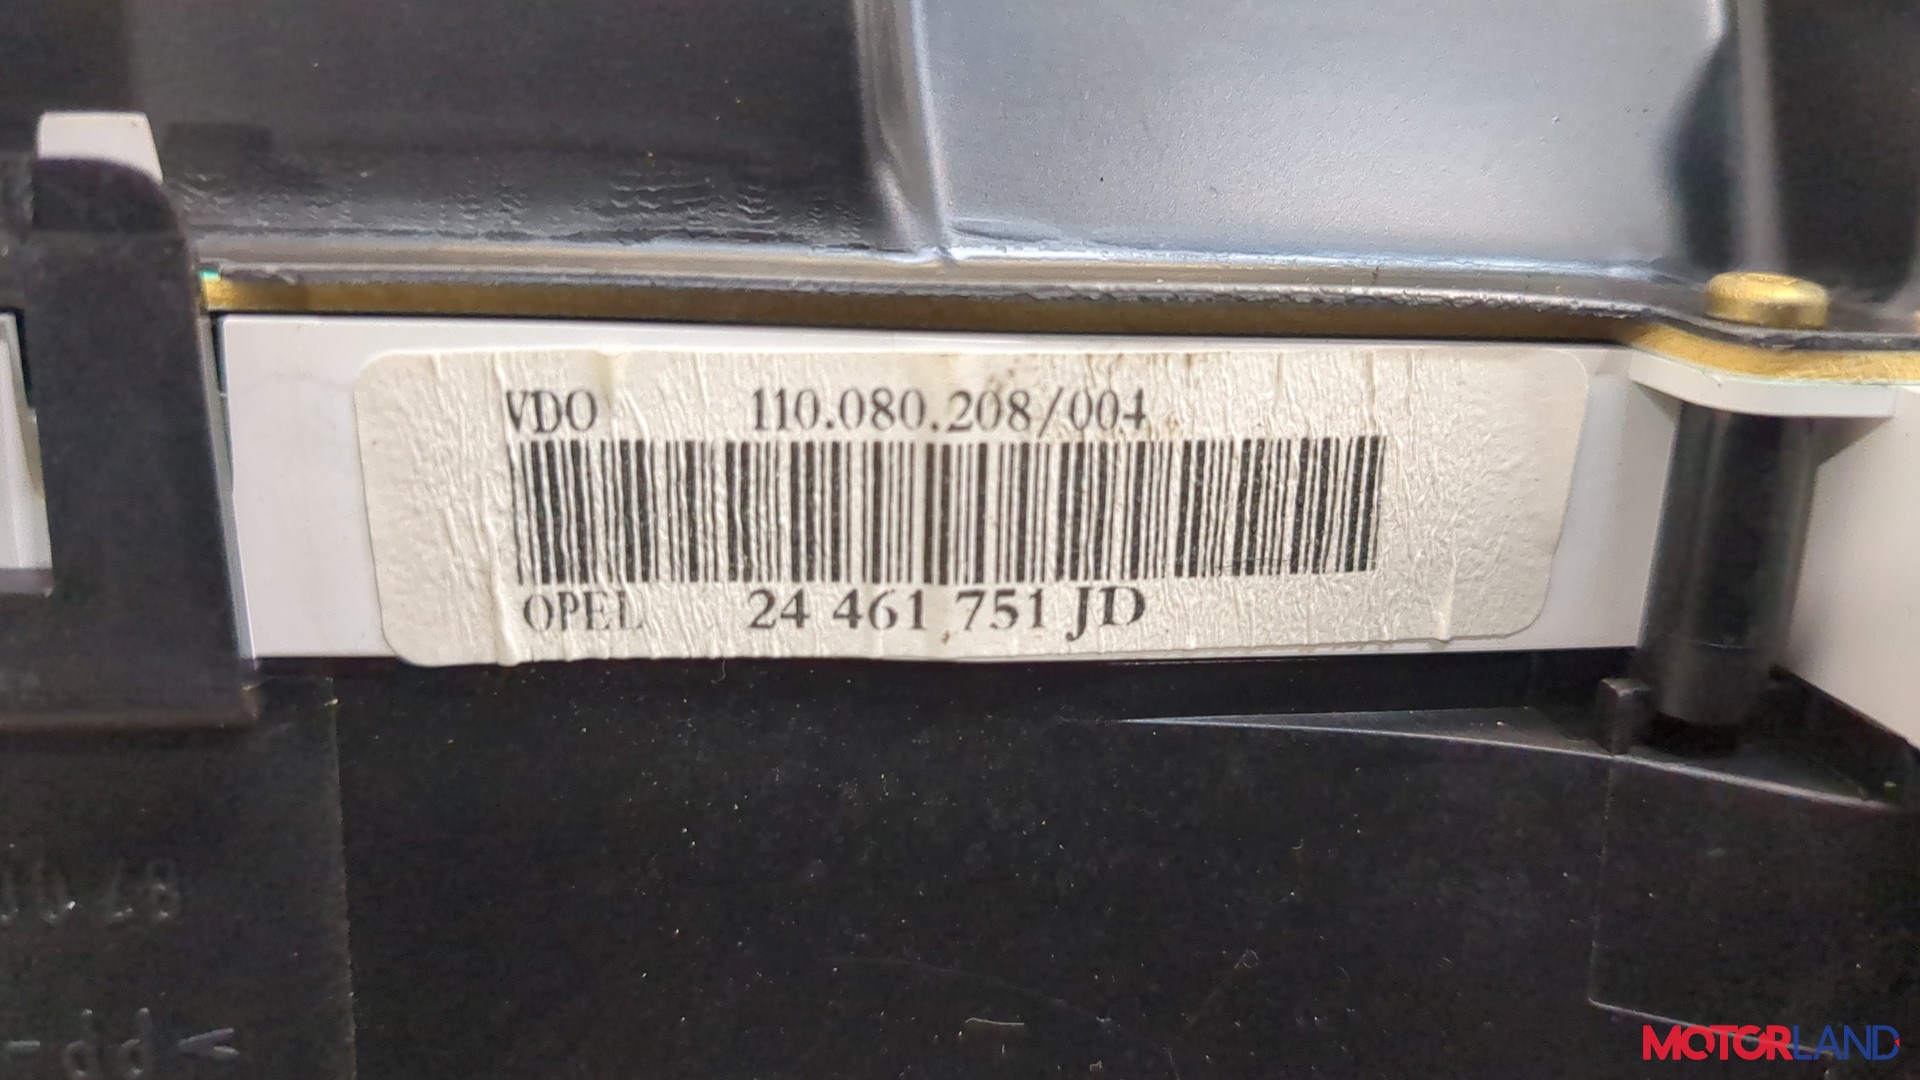 VDO 110.080.208/004
OPEL 24 461 751 JD
MOTORLAND